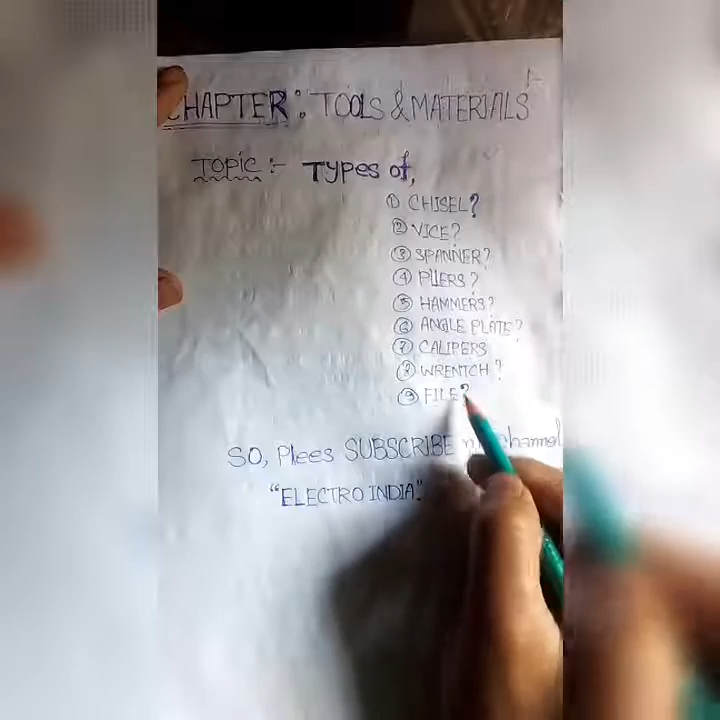 CHAPTER: TOOLS & MATERIALS
Topic :- Types of,
① CHISEL?
② VICE?
③ SPANNER?
④ PLIERS?
⑤ HAMMERS?
⑥ ANGLE PLATE?
⑦ CALIPERS
⑧ WRENTCH?
⑨ FILE?
SO, Plees SUBSCRIBE channel
"ELECTRO INDIA".